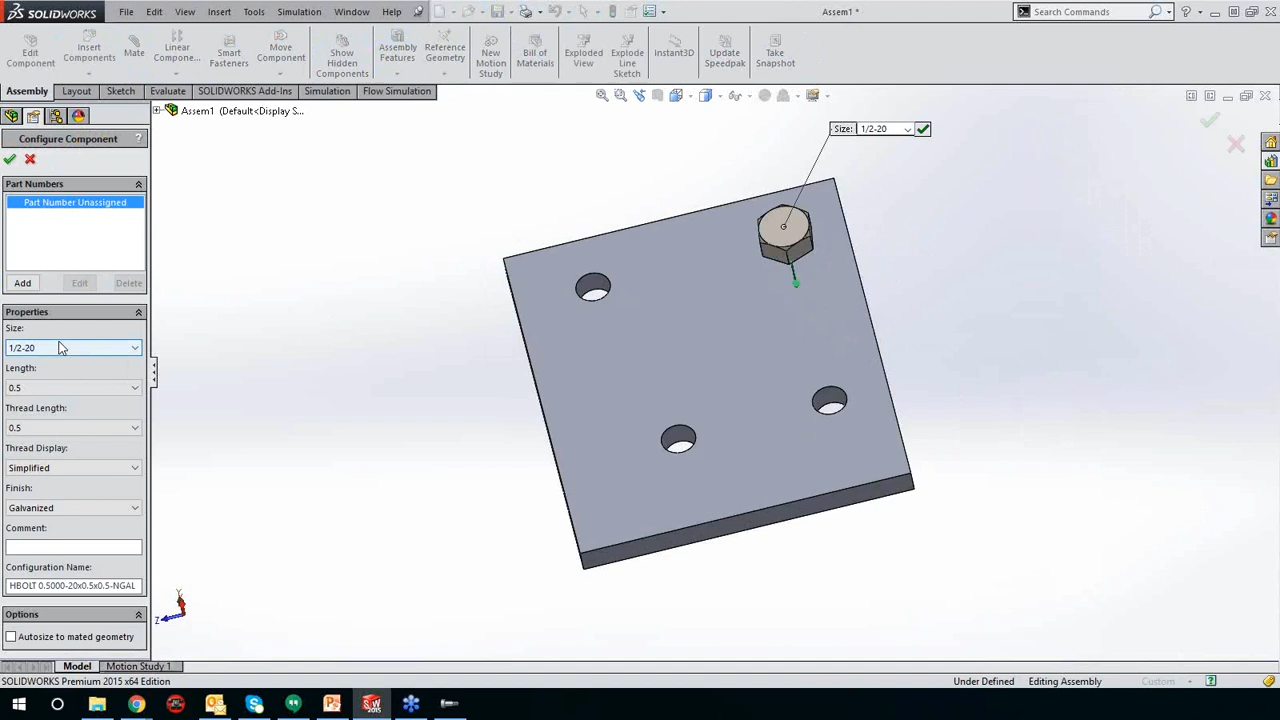 SOLIDWORKS File Edit View Insert Tools Simulation Window Help Assem1 * Search Commands
Edit Component
Insert Components
Mate
Linear Compone...
Smart Fasteners
Move Component
Show Hidden Components
Assembly Features
Reference Geometry
New Motion Study
Bill of Materials
Exploded View
Explode Line Sketch
Instant3D
Update Speedpak
Take Snapshot
Assembly Layout Sketch Evaluate SOLIDWORKS Add-Ins Simulation Flow Simulation
Assem1 (Default<Display S...
Configure Component ?
Size: 1/2-20
Part Numbers
Part Number Unassigned
Add Edit Delete
Properties
Size:
1/2-20
Length:
0.5
Thread Length:
0.5
Thread Display:
Simplified
Finish:
Galvanized
Comment:
Configuration Name:
HBOLT 0.5000-20x0.5x0.5-NGAL
Options
Autosize to mated geometry
Y
Z
Model Motion Study 1
SOLIDWORKS Premium 2015 x64 Edition Under Defined Editing Assembly Custom ?